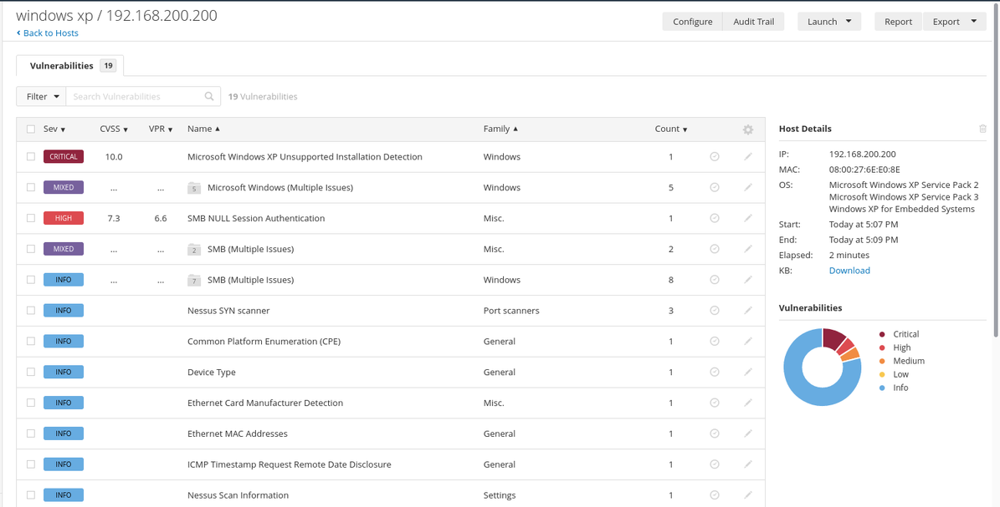 windows xp / 192.168.200.200
Back to Hosts
Configure Audit Trail Launch Report Export
Vulnerabilities 19
Filter Search Vulnerabilities 19 Vulnerabilities
Sev CVSS VPR Name Family Count
CRITICAL 10.0 Microsoft Windows XP Unsupported Installation Detection Windows 1
MIXED ... ... 5 Microsoft Windows (Multiple Issues) Windows 5
HIGH 7.3 6.6 SMB NULL Session Authentication Misc. 1
MIXED ... ... 2 SMB (Multiple Issues) Misc. 2
INFO ... ... 7 SMB (Multiple Issues) Windows 8
INFO Nessus SYN scanner Port scanners 3
INFO Common Platform Enumeration (CPE) General 1
INFO Device Type General 1
INFO Ethernet Card Manufacturer Detection Misc. 1
INFO Ethernet MAC Addresses General 1
INFO ICMP Timestamp Request Remote Date Disclosure General 1
INFO Nessus Scan Information Settings 1
Host Details
IP: 192.168.200.200
MAC: 08:00:27:6E:E0:8E
OS: Microsoft Windows XP Service Pack 2
Microsoft Windows XP Service Pack 3
Windows XP for Embedded Systems
Start: Today at 5:07 PM
End: Today at 5:09 PM
Elapsed: 2 minutes
KB: Download
Vulnerabilities
Critical
High
Medium
Low
Info